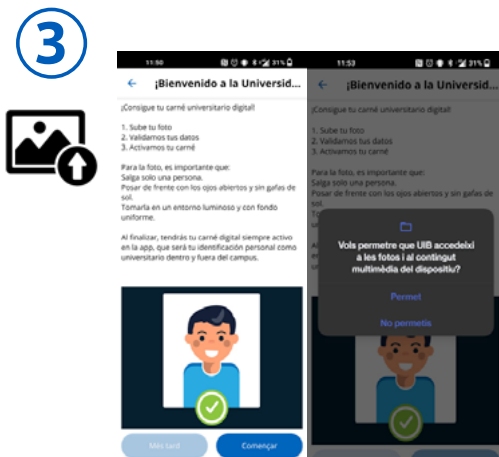 3
11:50
31%
← ¡Bienvenido a la Universid...
¡Consigue tu carné universitario digital!
1. Sube tu foto
2. Validamos tus datos
3. Activamos tu carné
Para la foto, es importante que:
Salga solo una persona.
Posar de frente con los ojos abiertos y sin gafas de
sol.
Tomarla en un entorno luminoso y con fondo
uniforme.
Al finalizar, tendrás tu carné digital siempre activo
en la app, que será tu identificación personal como
universitario dentro y fuera del campus.
Més tard
Començar
11:53
31%
← ¡Bienvenido a la Universid...
¡Consigue tu carné universitario digital!
1. Sube tu foto
2. Validamos tus datos
3. Activamos tu carné
Para la foto, es importante que:
Salga solo una persona.
Posar de frente con los ojos abiertos y sin gafas de
sol.
Vols permetre que UIB accedeixi
a les fotos i al contingut
multimèdia del dispositiu?
Permet
No permetis